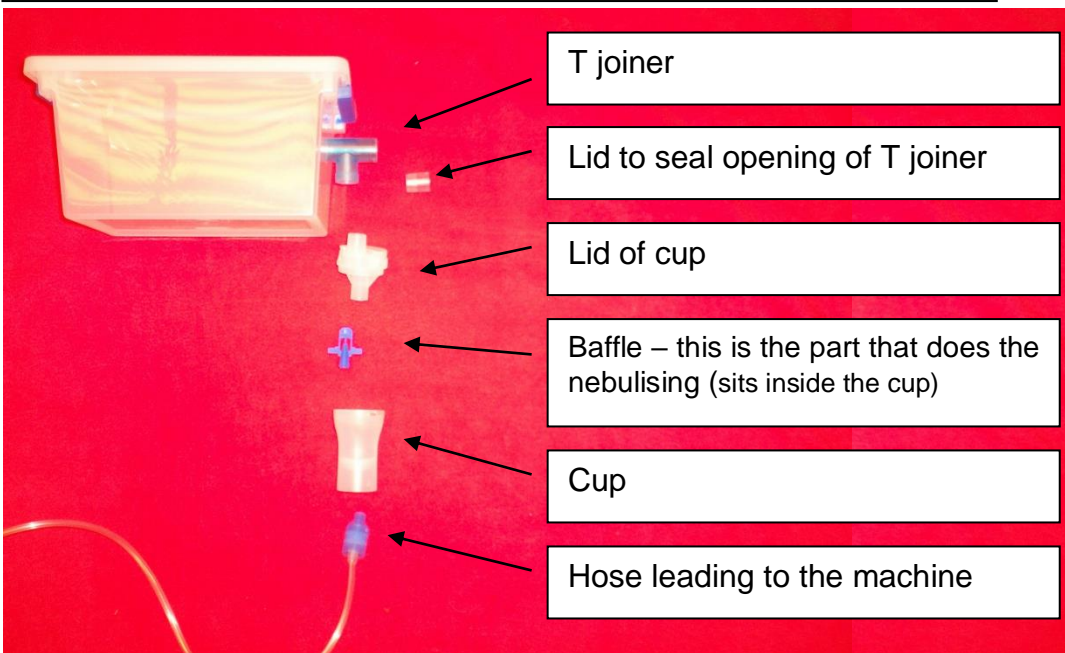 T joiner
Lid to seal opening of T joiner
Lid of cup
Baffle – this is the part that does the
nebulising (sits inside the cup)
Cup
Hose leading to the machine